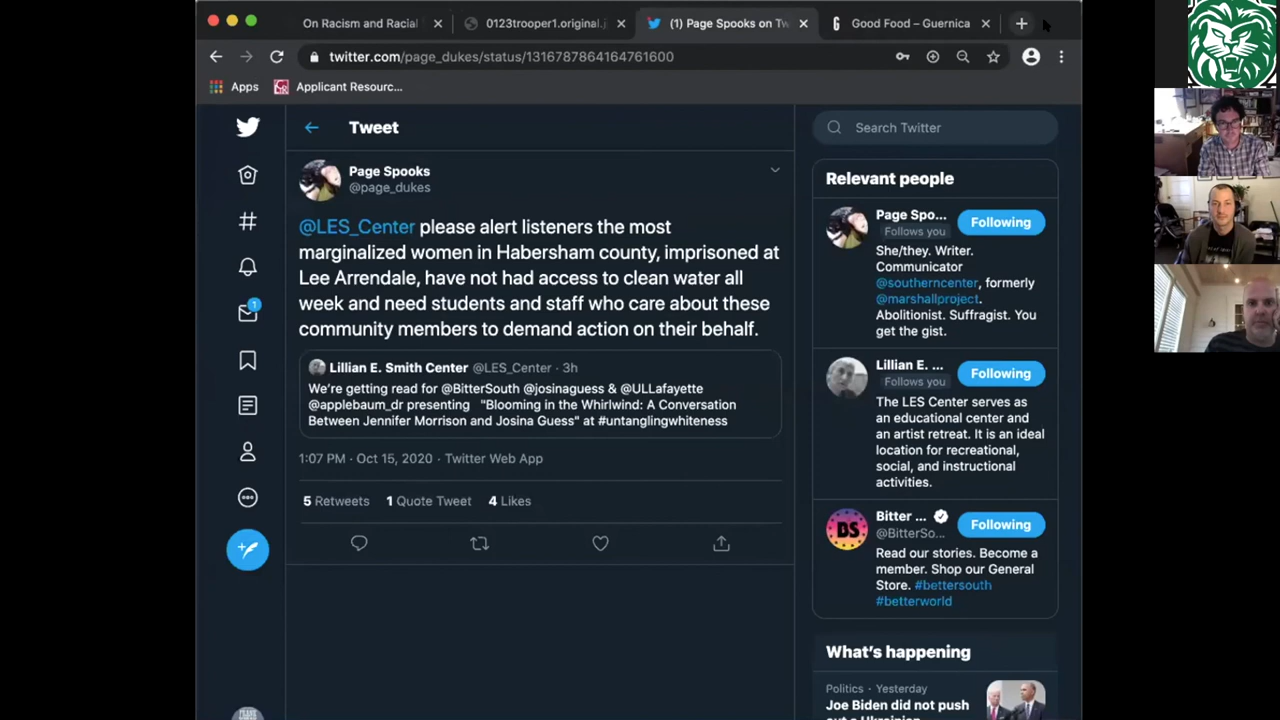 On Racism and Racial
0123trooper1.original.j
(1) Page Spooks on Tw
Good Food – Guernica
twitter.com/page_dukes/status/1316787864164761600
Apps
Applicant Resourc...
Tweet
Search Twitter
Page Spooks
@page_dukes
@LES_Center please alert listeners the most
marginalized women in Habersham county, imprisoned at
Lee Arrendale, have not had access to clean water all
week and need students and staff who care about these
community members to demand action on their behalf.
Lillian E. Smith Center @LES_Center · 3h
We're getting read for @BitterSouth @josinaguess & @ULLafayette
@applebaum_dr presenting "Blooming in the Whirlwind: A Conversation
Between Jennifer Morrison and Josina Guess" at #untanglingwhiteness
1:07 PM · Oct 15, 2020 · Twitter Web App
5 Retweets 1 Quote Tweet 4 Likes
1
Relevant people
Page Spo...
Follows you
Following
She/they. Writer.
Communicator
@southerncenter, formerly
@marshallproject.
Abolitionist. Suffragist. You
get the gist.
Lillian E. ...
Follows you
Following
The LES Center serves as
an educational center and
an artist retreat. It is an ideal
location for recreational,
social, and instructional
activities.
BS
Bitter ...
@BitterSo...
Following
Read our stories. Become a
member. Shop our General
Store. #bettersouth
#betterworld
What's happening
Politics · Yesterday
Joe Biden did not push